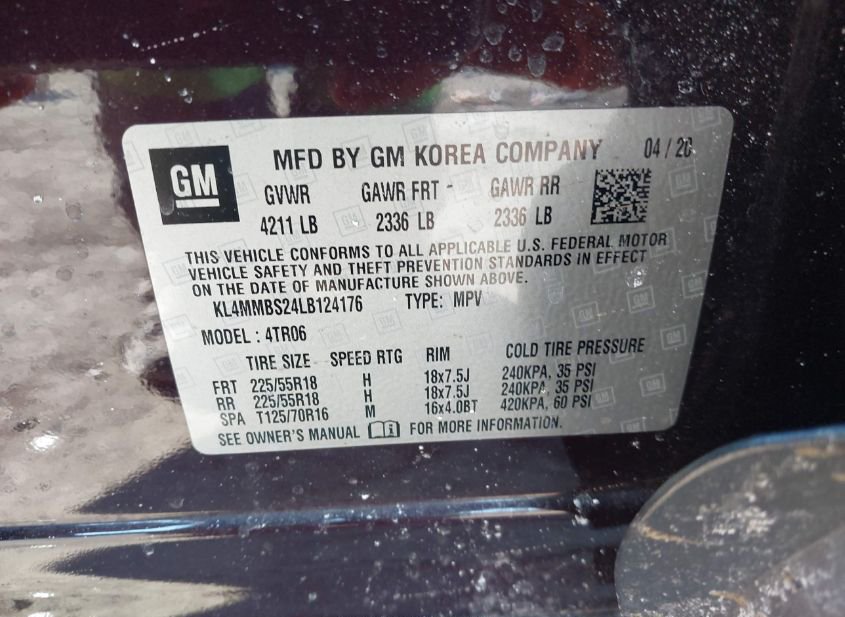 GM
MFD BY GM KOREA COMPANY 04 / 20
GVWR GAWR FRT GAWR RR
4211 LB 2336 LB 2336 LB
THIS VEHICLE CONFORMS TO ALL APPLICABLE U.S. FEDERAL MOTOR
VEHICLE SAFETY AND THEFT PREVENTION STANDARDS IN EFFECT
ON THE DATE OF MANUFACTURE SHOWN ABOVE.
KL4MMBS24LB124176 TYPE: MPV
MODEL : 4TR06
TIRE SIZE SPEED RTG RIM COLD TIRE PRESSURE
FRT 225/55R18 H 18x7.5J 240KPA, 35 PSI
RR 225/55R18 H 18x7.5J 240KPA, 35 PSI
SPA T125/70R16 M 16x4.0BT 420KPA, 60 PSI
SEE OWNER'S MANUAL FOR MORE INFORMATION.